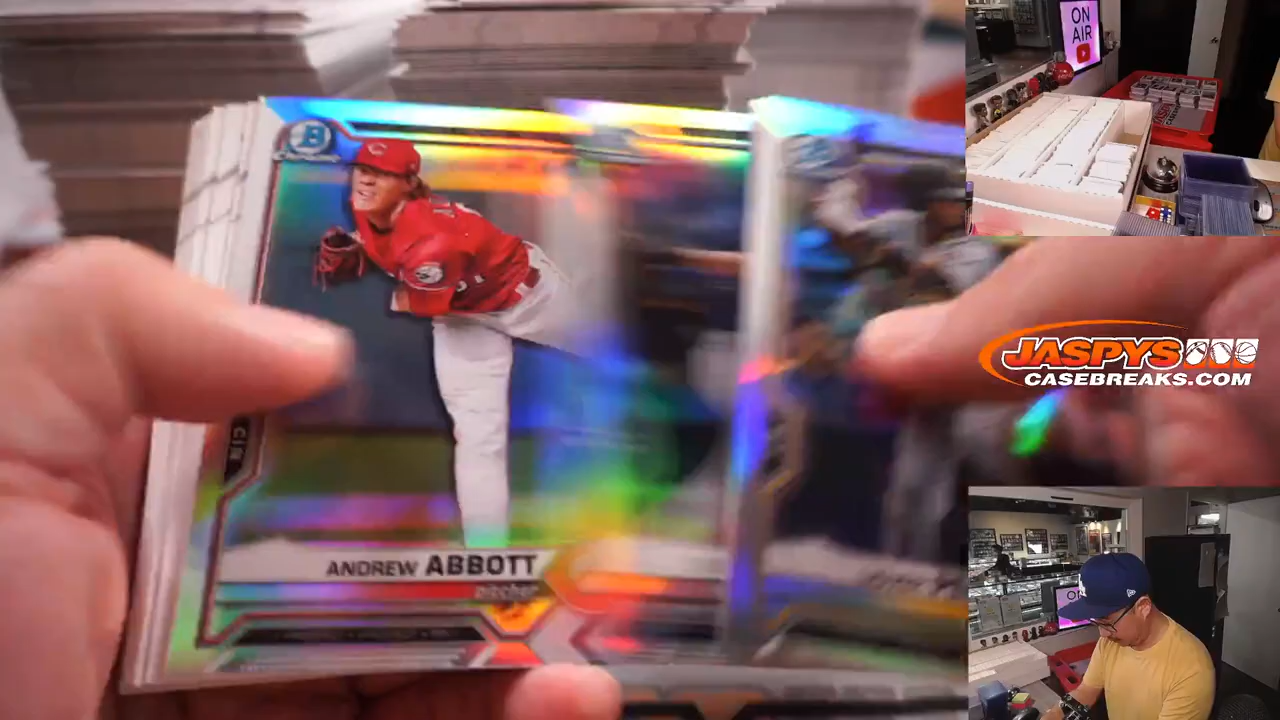 ON
AIR
B
ANDREW ABBOTT
pitcher
JASPYS
CASEBREAKS.COM